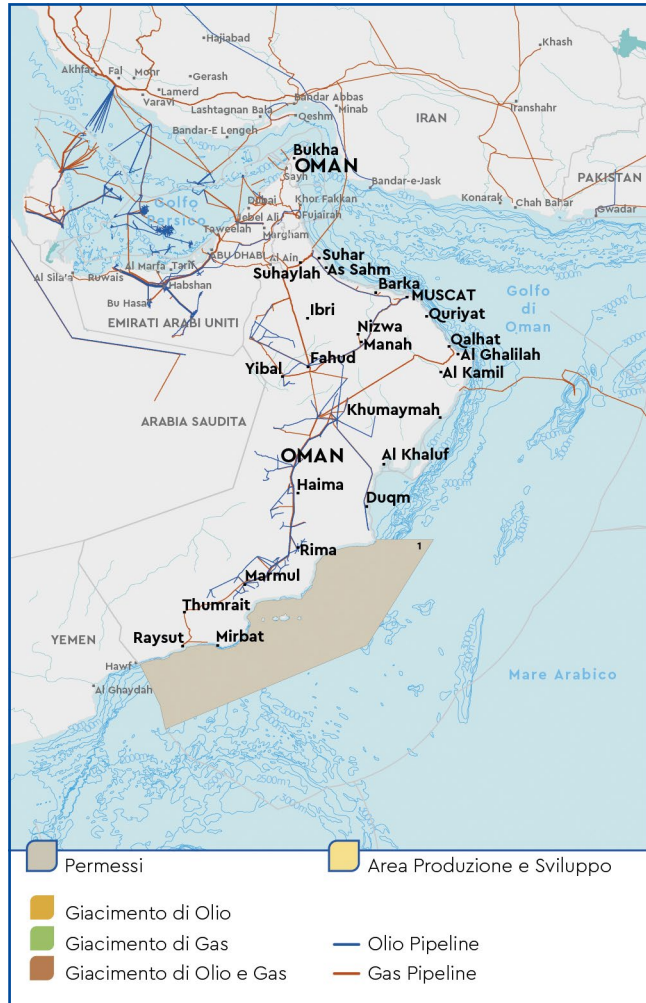 Hajiabad
Khash
Akhfar
Fal
Mohr
Gerash
Lamerd
Varavi
Bandar Abbas
Lashtagnan Bala
Minab
Iranshahr
Qeshm
IRAN
Bandar-E Lengeh
Bukha
OMAN
PAKISTAN
Sayh
Bandar-e-Jask
Konarak
Chah Bahar
Gwadar
Golfo
Persico
Dubai
Khor Fakkan
Jebel Ali
Fujairah
Taweelah
Margham
ABU DHABI
Al Ain
Suhar
As Sahm
Suhaylah
Al Sila'a
Ruwais
Al Marfa
Tarif
Habshan
Bu Hasa
Barka
MUSCAT
Golfo
di
Oman
Ibri
Quriyat
EMIRATI ARABI UNITI
Nizwa
Manah
Qalhat
Al Ghalilah
Fahud
Yibal
Al Kamil
ARABIA SAUDITA
Khumaymah
OMAN
Al Khaluf
Haima
Duqm
1
Rima
Marmul
Thumrait
YEMEN
Raysut
Mirbat
Hawf
Al Ghaydah
Mare Arabico
2500m
Permessi
Area Produzione e Sviluppo
Giacimento di Olio
Giacimento di Gas
Olio Pipeline
Giacimento di Olio e Gas
Gas Pipeline